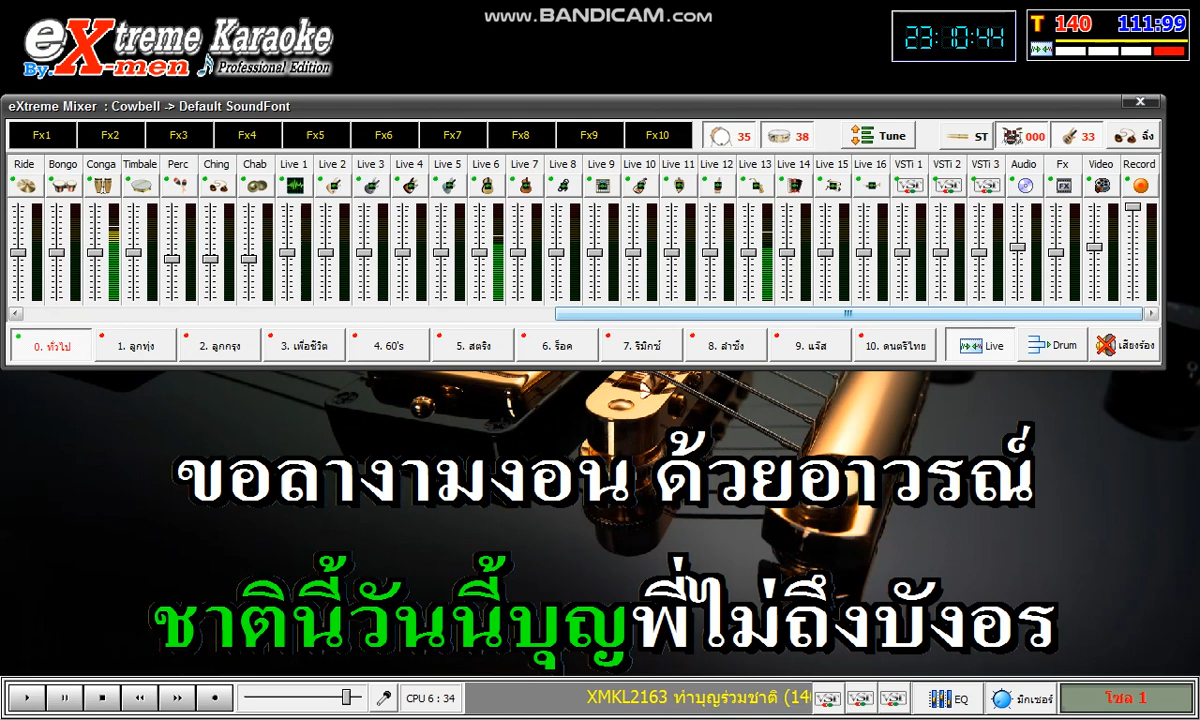 www.BANDICAM.com
eXtreme Karaoke
By.X-men Professional Edition
23:10:44
T 140 111:99
eXtreme Mixer : Cowbell -> Default SoundFont
X
Fx1 Fx2 Fx3 Fx4 Fx5 Fx6 Fx7 Fx8 Fx9 Fx10 35 38 Tune ST 000 33 ฉิ่ง
Ride Bongo Conga Timbale Perc Ching Chab Live 1 Live 2 Live 3 Live 4 Live 5 Live 6 Live 7 Live 8 Live 9 Live 10 Live 11 Live 12 Live 13 Live 14 Live 15 Live 16 VSTi 1 VSTi 2 VSTi 3 Audio Fx Video Record
0. ทั่วไป 1. ลูกทุ่ง 2. ลูกกรุง 3. เพื่อชีวิต 4. 60's 5. สตริง 6. ร็อค 7. รีมิกซ์ 8. ลำซิ่ง 9. แจ๊ส 10. ดนตรีไทย Live Drum เสียงร้อง
ขอลางามงอน ด้วยอาวรณ์
ชาตินี้วันนี้บุญพี่ไม่ถึงบังอร
CPU 6 : 34 XMKL2163 ทำบุญร่วมชาติ (14 EQ มิกเซอร์ โซล 1